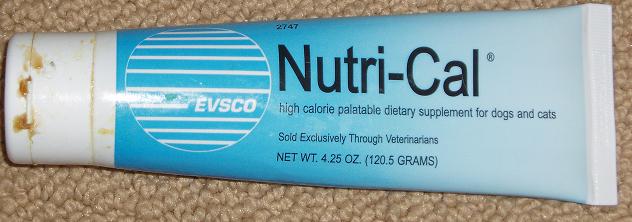 2747
Nutri-Cal®
EVSCO
high calorie palatable dietary supplement for dogs and cats
Sold Exclusively Through Veterinarians
NET WT. 4.25 OZ. (120.5 GRAMS)